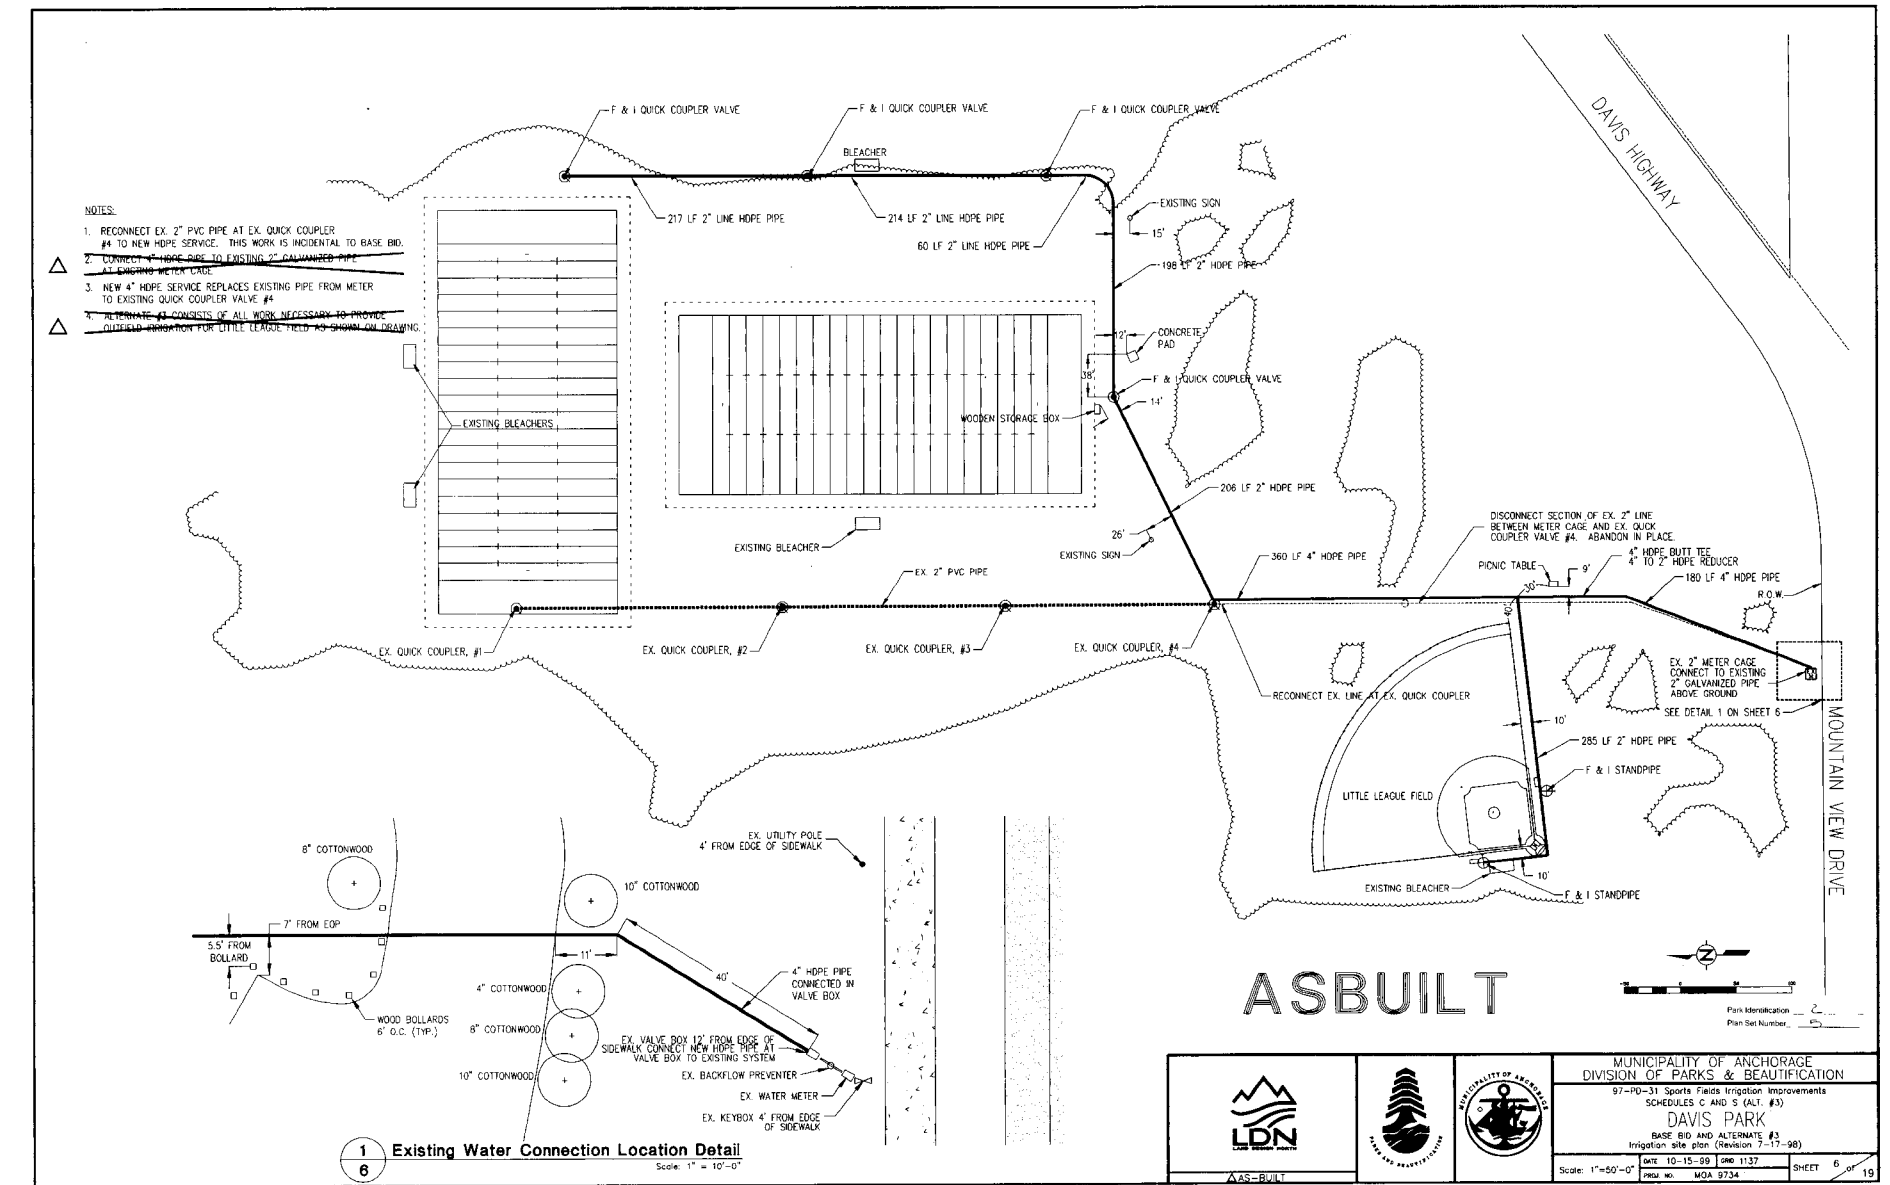 F & I QUICK COUPLER VALVE
F & I QUICK COUPLER VALVE
F & I QUICK COUPLER VALVE
BLEACHER
DAVIS HIGHWAY
NOTES:
1. RECONNECT EX. 2" PVC PIPE AT EX. QUICK COUPLER
#4 TO NEW HDPE SERVICE. THIS WORK IS INCIDENTAL TO BASE BID.
2. CONNECT 4" HDPE PIPE TO EXISTING 2" GALVANIZED PIPE
AT EXISTING METER CAGE
3. NEW 4" HDPE SERVICE REPLACES EXISTING PIPE FROM METER
TO EXISTING QUICK COUPLER VALVE #4
4. ALTERNATE #3 CONSISTS OF ALL WORK NECESSARY TO PROVIDE
OUTFIELD IRRIGATION FOR LITTLE LEAGUE FIELD AS SHOWN ON DRAWING.
217 LF 2" LINE HDPE PIPE
214 LF 2" LINE HDPE PIPE
60 LF 2" LINE HDPE PIPE
EXISTING SIGN
15'
198 LF 2" HDPE PIPE
12'
CONCRETE
PAD
38'
F & I QUICK COUPLER VALVE
14'
WOODEN STORAGE BOX
EXISTING BLEACHERS
206 LF 2" HDPE PIPE
26'
EXISTING SIGN
EXISTING BLEACHER
EX. 2" PVC PIPE
360 LF 4" HDPE PIPE
DISCONNECT SECTION OF EX. 2" LINE
BETWEEN METER CAGE AND EX. QUCK
COUPLER VALVE #4. ABANDON IN PLACE.
4" HDPE BUTT TEE
4" TO 2" HDPE REDUCER
PICNIC TABLE
9'
30'
40'
180 LF 4" HDPE PIPE
R.O.W.
EX. QUICK COUPLER, #1
EX. QUICK COUPLER, #2
EX. QUICK COUPLER, #3
EX. QUICK COUPLER, #4
RECONNECT EX. LINE AT EX. QUICK COUPLER
EX. 2" METER CAGE
CONNECT TO EXISTING
2" GALVANIZED PIPE
ABOVE GROUND
SEE DETAIL 1 ON SHEET 6
MOUNTAIN VIEW DRIVE
10'
285 LF 2" HDPE PIPE
F & I STANDPIPE
LITTLE LEAGUE FIELD
EXISTING BLEACHER
10'
F & I STANDPIPE
EX. UTILITY POLE
4' FROM EDGE OF SIDEWALK
8" COTTONWOOD
10" COTTONWOOD
7' FROM EOP
5.5' FROM
BOLLARD
11'
40'
4" HDPE PIPE
CONNECTED IN
VALVE BOX
4" COTTONWOOD
WOOD BOLLARDS
6' O.C. (TYP.)
8" COTTONWOOD
EX. VALVE BOX 12' FROM EDGE OF
SIDEWALK CONNECT NEW HDPE PIPE AT
VALVE BOX TO EXISTING SYSTEM
10" COTTONWOOD
EX. BACKFLOW PREVENTER
EX. WATER METER
EX. KEYBOX 4' FROM EDGE
OF SIDEWALK
1
6
Existing Water Connection Location Detail
Scale: 1" = 10'-0"
ASBUILT
Z
Park Identification 2
Plan Set Number 5
LDN
LAND DESIGN NORTH
AS-BUILT
PARKS AND BEAUTIFICATION
MUNICIPALITY OF ANCHORAGE
MUNICIPALITY OF ANCHORAGE
DIVISION OF PARKS & BEAUTIFICATION
97-PD-31 Sports Fields Irrigation Improvements
SCHEDULES C AND S (ALT. #3)
DAVIS PARK
BASE BID AND ALTERNATE #3
Irrigation site plan (Revision 7-17-98)
Scale: 1"=50'-0"
DATE 10-15-99
GRID 1137
PROJ. NO. MOA 9734
SHEET 6 of 19